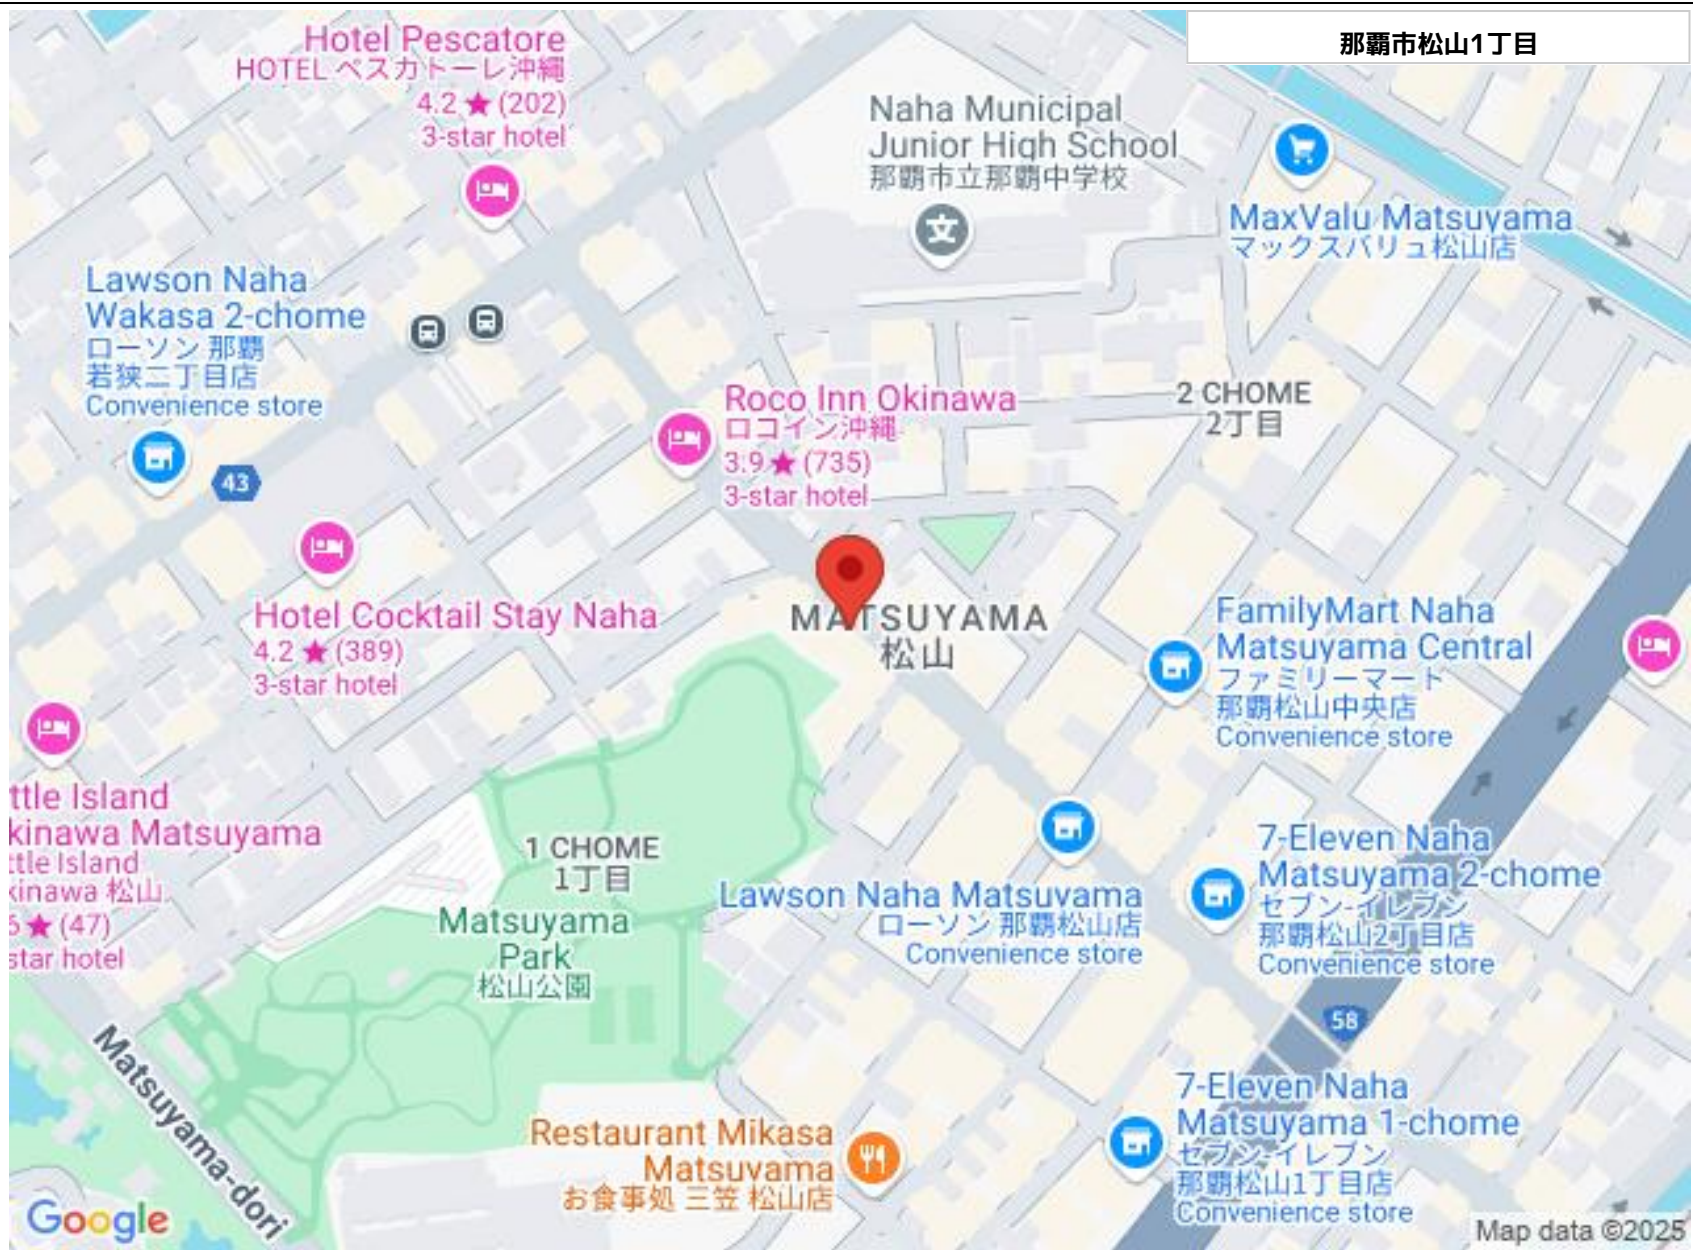 那覇市松山1丁目
Hotel Pescatore
HOTEL ペスカトーレ沖縄
4.2 ★ (202)
3-star hotel
Naha Municipal
Junior High School
那覇市立那覇中学校
文
MaxValu Matsuyama
マックスバリュ松山店
Lawson Naha
Wakasa 2-chome
ローソン 那覇
若狭二丁目店
Convenience store
43
Roco Inn Okinawa
ロコイン沖縄
3.9 ★ (735)
3-star hotel
2 CHOME
2丁目
Hotel Cocktail Stay Naha
4.2 ★ (389)
3-star hotel
MATSUYAMA
松山
FamilyMart Naha
Matsuyama Central
ファミリーマート
那覇松山中央店
Convenience store
ttle Island
kinawa Matsuyama
ttle Island
kinawa 松山
★ (47)
star hotel
1 CHOME
1丁目
Matsuyama
Park
松山公園
Lawson Naha Matsuyama
ローソン 那覇松山店
Convenience store
7-Eleven Naha
Matsuyama 2-chome
セブン-イレブン
那覇松山2丁目店
Convenience store
58
Matsuyama-dori
Restaurant Mikasa
Matsuyama
お食事処 三笠 松山店
7-Eleven Naha
Matsuyama 1-chome
セブン-イレブン
那覇松山1丁目店
Convenience store
Google
Map data ©2025